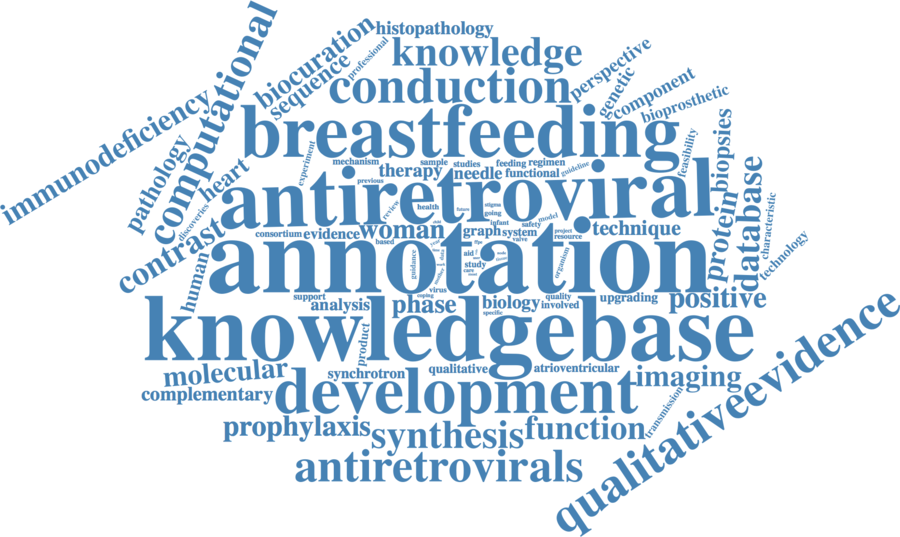 histopathology
knowledge
biocuration
professional
sequence
conduction
perspective
genetic
component
bioprosthetic
computational
immunodeficiency
pathology
breastfeeding
feasibility
biopsies
experiment
mechanism
sample
studies
feeding
regimen
therapy
needle
functional
guideline
previous
heart
antiretroviral
discoveries
review
health
future
stigma
going
infant
safety
model
contrast
consortium
evidence
woman
based
graph
system
valve
project
resource
technique
protein
database
characteristic
technology
human
annotation
guidance
aid
study
care
organism
virus
coping
support
analysis
phase
biology
specific
quality
involved
upgrading
positive
knowledgebase
product
molecular
synchrotron
qualitative
atrioventricular
imaging
complementary
development
transmission
qualitativeevidence
prophylaxis
synthesis
function
antiretrovirals